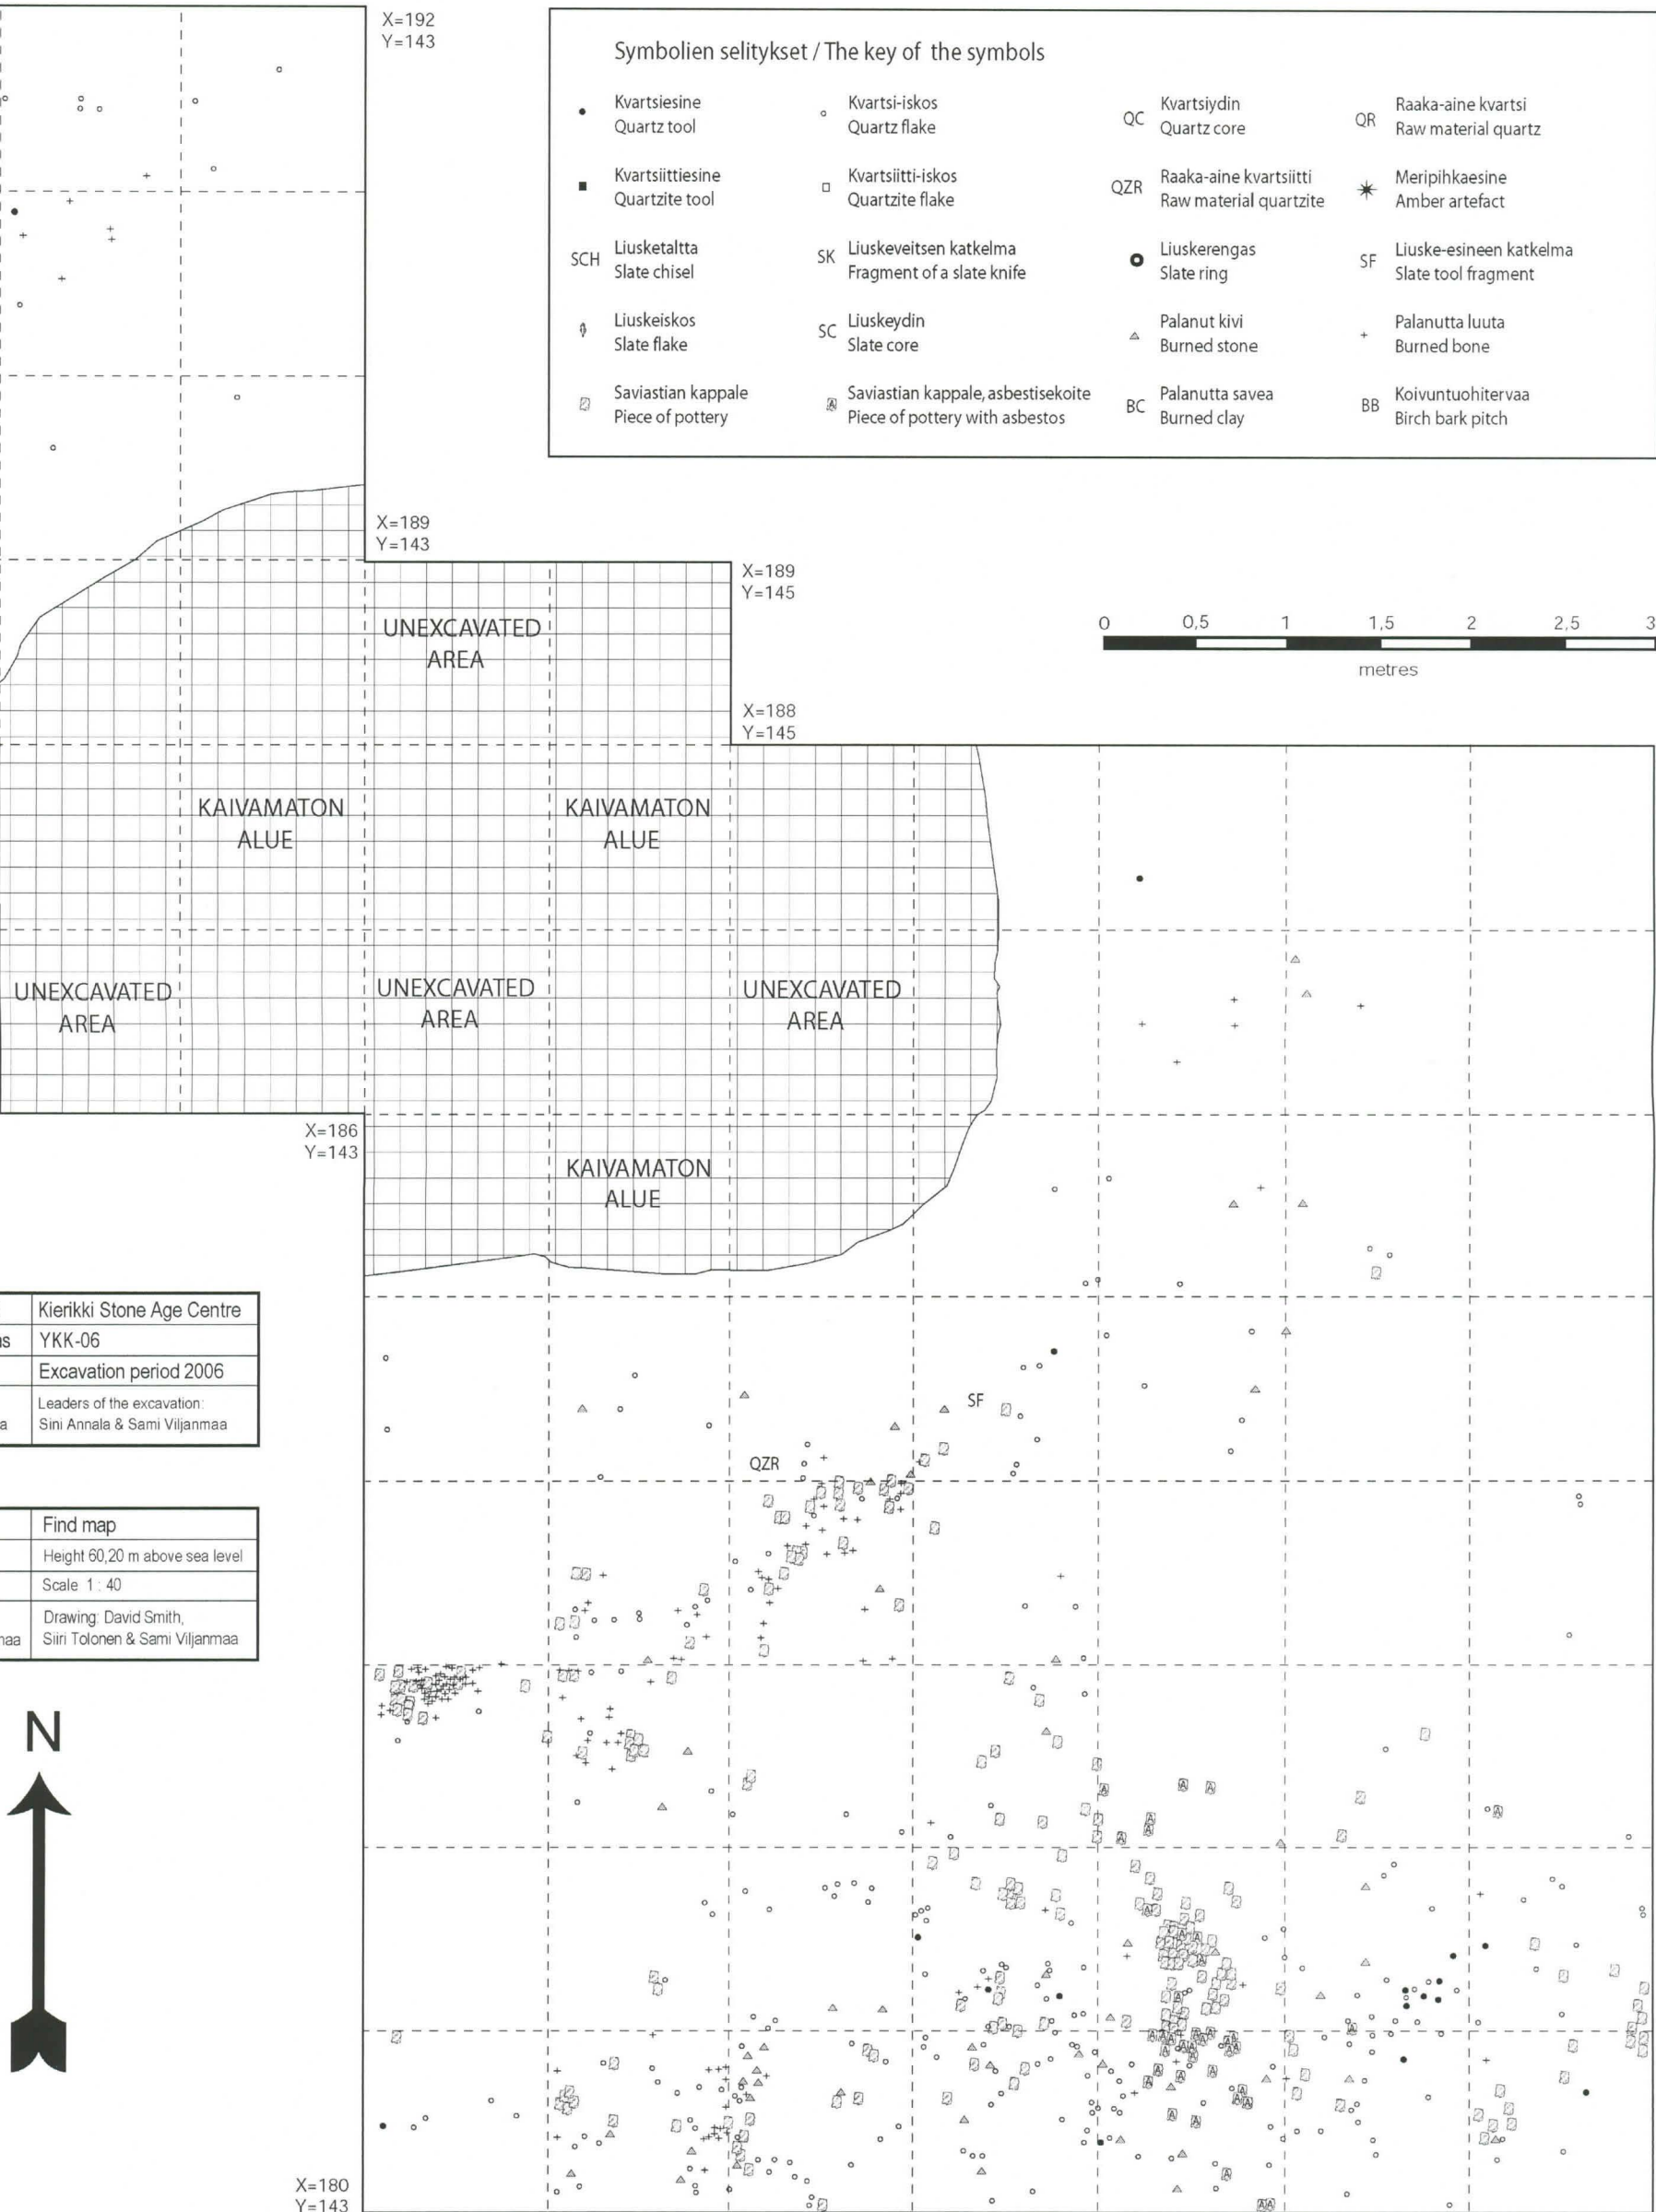 X=192
Y=143
Symbolien selitykset / The key of the symbols
Kvartsiesine
Quartz tool
Kvartsi-iskos
Quartz flake
QC
Kvartsiydin
Quartz core
QR
Raaka-aine kvartsi
Raw material quartz
Kvartsiittiesine
Quartzite tool
Kvartsiitti-iskos
Quartzite flake
QZR
Raaka-aine kvartsiitti
Raw material quartzite
Meripihkaesine
Amber artefact
SCH
Liusketaltta
Slate chisel
SK
Liuskeveitsen katkelma
Fragment of a slate knife
Liuskerengas
Slate ring
SF
Liuske-esineen katkelma
Slate tool fragment
Liuskeiskos
Slate flake
SC
Liuskeydin
Slate core
Palanut kivi
Burned stone
Palanutta luuta
Burned bone
Saviastian kappale
Piece of pottery
A
Saviastian kappale, asbestisekoite
Piece of pottery with asbestos
BC
Palanutta savea
Burned clay
BB
Koivuntuohitervaa
Birch bark pitch
X=189
Y=143
X=189
Y=145
UNEXCAVATED
AREA
0 0,5 1 1,5 2 2,5 3
metres
X=188
Y=145
KAIVAMATON
ALUE
KAIVAMATON
ALUE
UNEXCAVATED
AREA
UNEXCAVATED
AREA
UNEXCAVATED
AREA
X=186
Y=143
KAIVAMATON
ALUE
Kierikki Stone Age Centre
YKK-06
Excavation period 2006
Leaders of the excavation:
Sini Annala & Sami Viljanmaa
SF
QZR
Find map
Height 60,20 m above sea level
Scale 1 : 40
Drawing: David Smith,
Siiri Tolonen & Sami Viljanmaa
N
X=180
Y=143